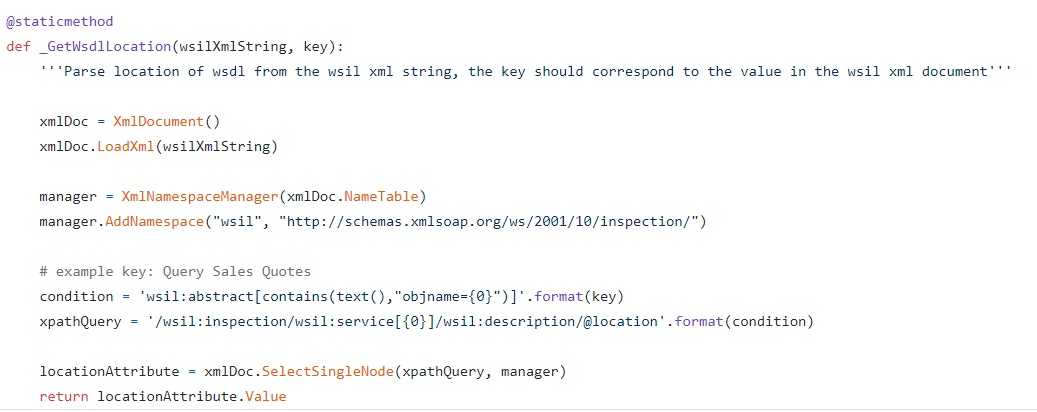 @staticmethod
def _GetWsdlLocation(wsilXmlString, key):
    '''Parse location of wsdl from the wsil xml string, the key should correspond to the value in the wsil xml document'''

    xmlDoc = XmlDocument()
    xmlDoc.LoadXml(wsilXmlString)

    manager = XmlNamespaceManager(xmlDoc.NameTable)
    manager.AddNamespace("wsil", "http://schemas.xmlsoap.org/ws/2001/10/inspection/")

    # example key: Query Sales Quotes
    condition = 'wsil:abstract[contains(text(),"objname={0}")]'.format(key)
    xpathQuery = '/wsil:inspection/wsil:service[{0}]/wsil:description/@location'.format(condition)

    locationAttribute = xmlDoc.SelectSingleNode(xpathQuery, manager)
    return locationAttribute.Value